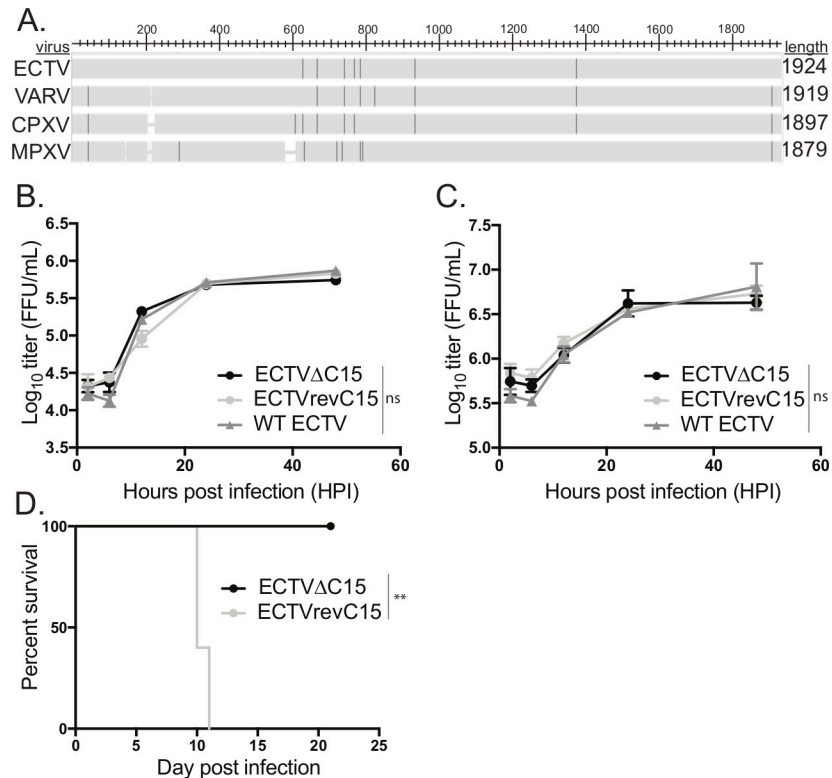 A.
virus 200 400 600 800 1000 1200 1400 1600 1800 length
ECTV 1924
VARV 1919
CPXV 1897
MPXV 1879
B.
Log10 titer (FFU/mL)
6.5
6.0
5.5
5.0
4.5
4.0
3.5
0 20 40 60
Hours post infection (HPI)
ECTVΔC15
ECTVrevC15
WT ECTV
ns
C.
Log10 titer (FFU/mL)
7.5
7.0
6.5
6.0
5.5
5.0
0 20 40 60
Hours post infection (HPI)
ECTVΔC15
ECTVrevC15
WT ECTV
ns
D.
Percent survival
100
50
0
0 5 10 15 20 25
Day post infection
ECTVΔC15
ECTVrevC15
**